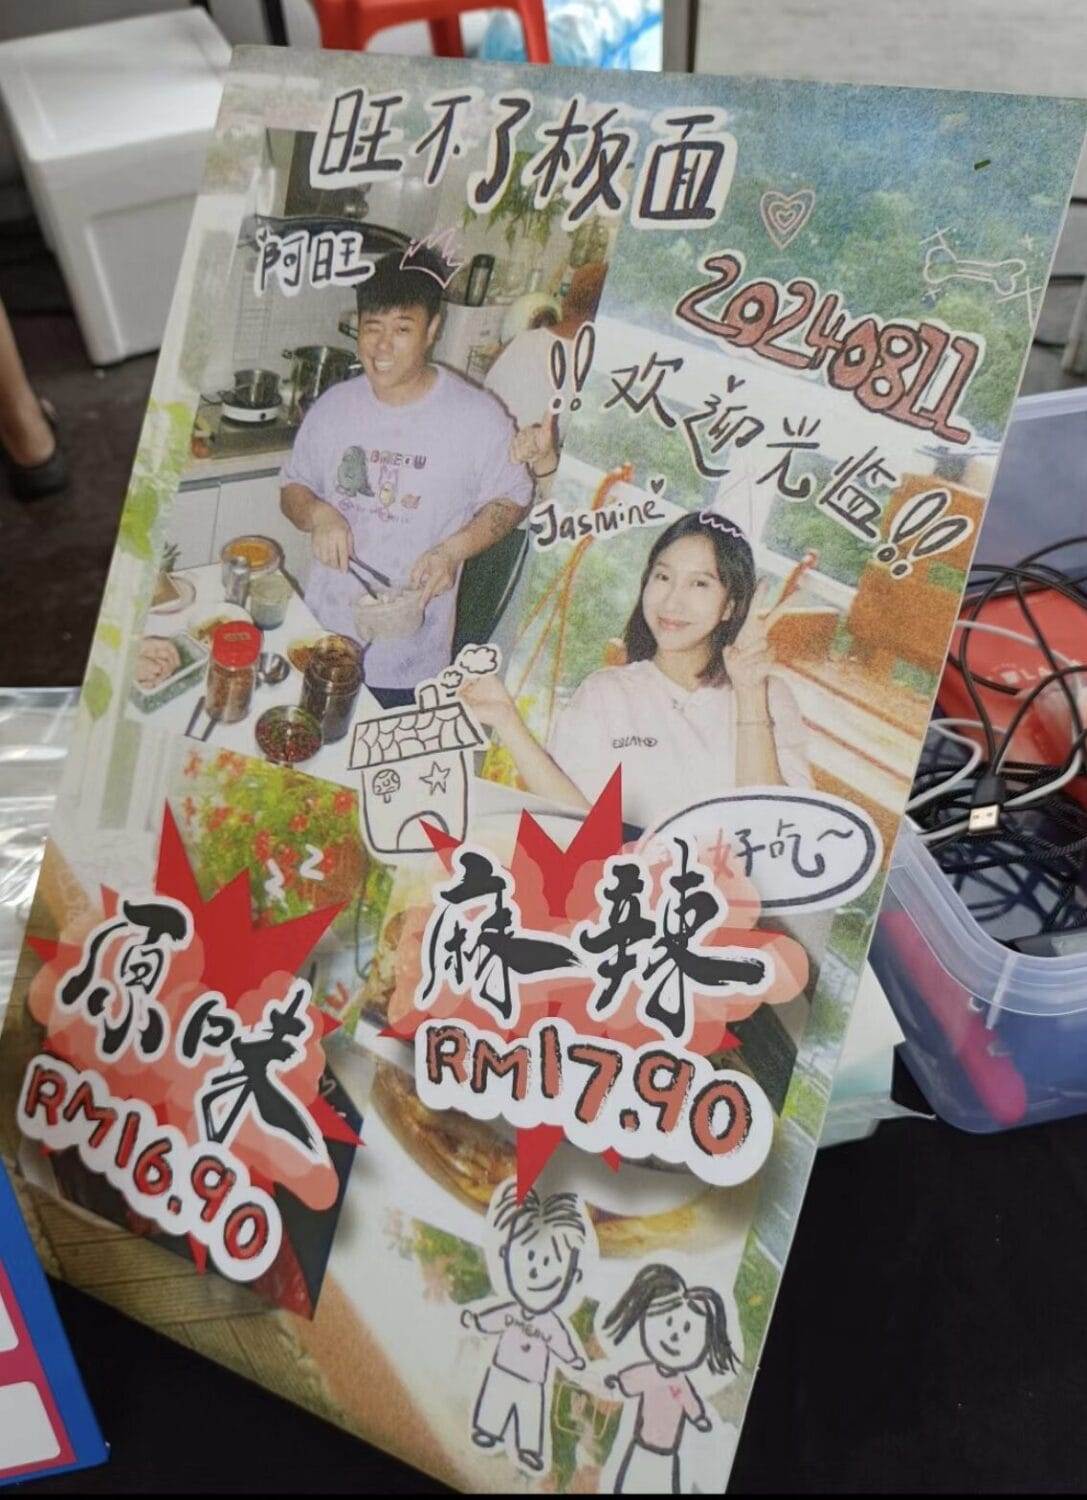 旺不了板面
阿旺
20240811
!!欢迎光临!!
Jasmine
好吃~
麻辣
RM17.90
原味
RM16.90